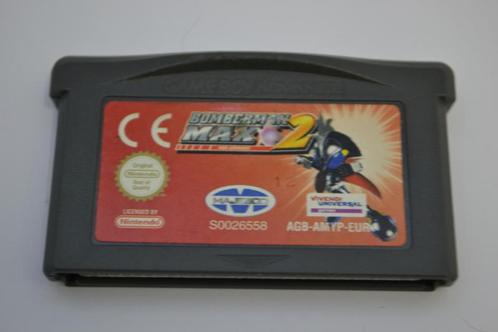 GAME BOY ADVANCE
BOMBERMAN
MAX 2
CE
Original
Nintendo
Seal of Quality
LICENSED BY
Nintendo
MAJESCO
S0026558
VIVENDI
UNIVERSAL
AGB-AMYP-EUR